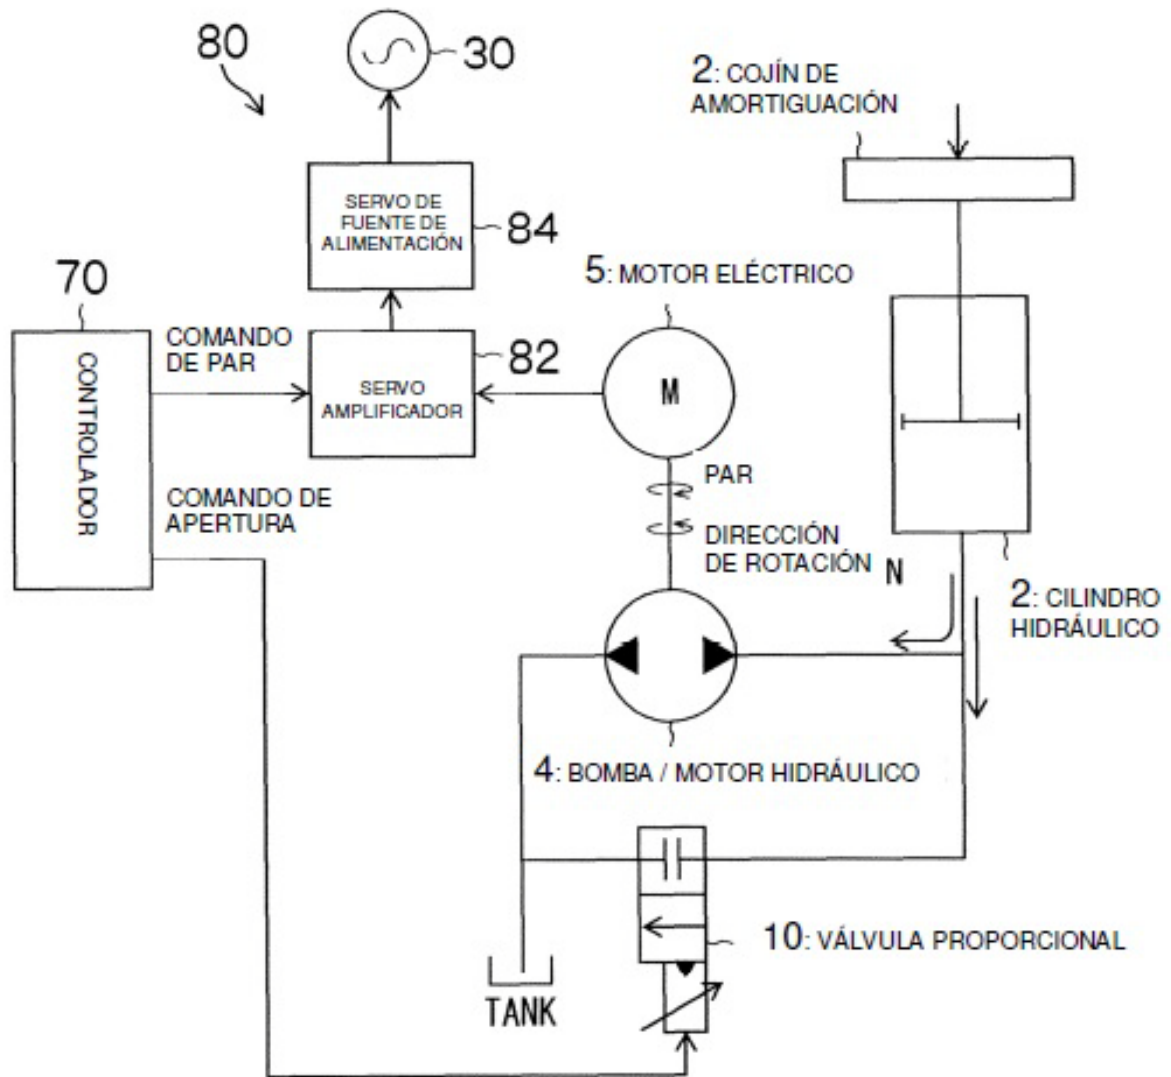 80
30
2: COJÍN DE
AMORTIGUACIÓN
SERVO DE
FUENTE DE
ALIMENTACIÓN
84
5: MOTOR ELÉCTRICO
70
COMANDO
DE PAR
82
SERVO
AMPLIFICADOR
M
CONTROLADOR
PAR
COMANDO DE
APERTURA
DIRECCIÓN
DE ROTACIÓN
N
2: CILINDRO
HIDRÁULICO
4: BOMBA / MOTOR HIDRÁULICO
10: VÁLVULA PROPORCIONAL
TANK